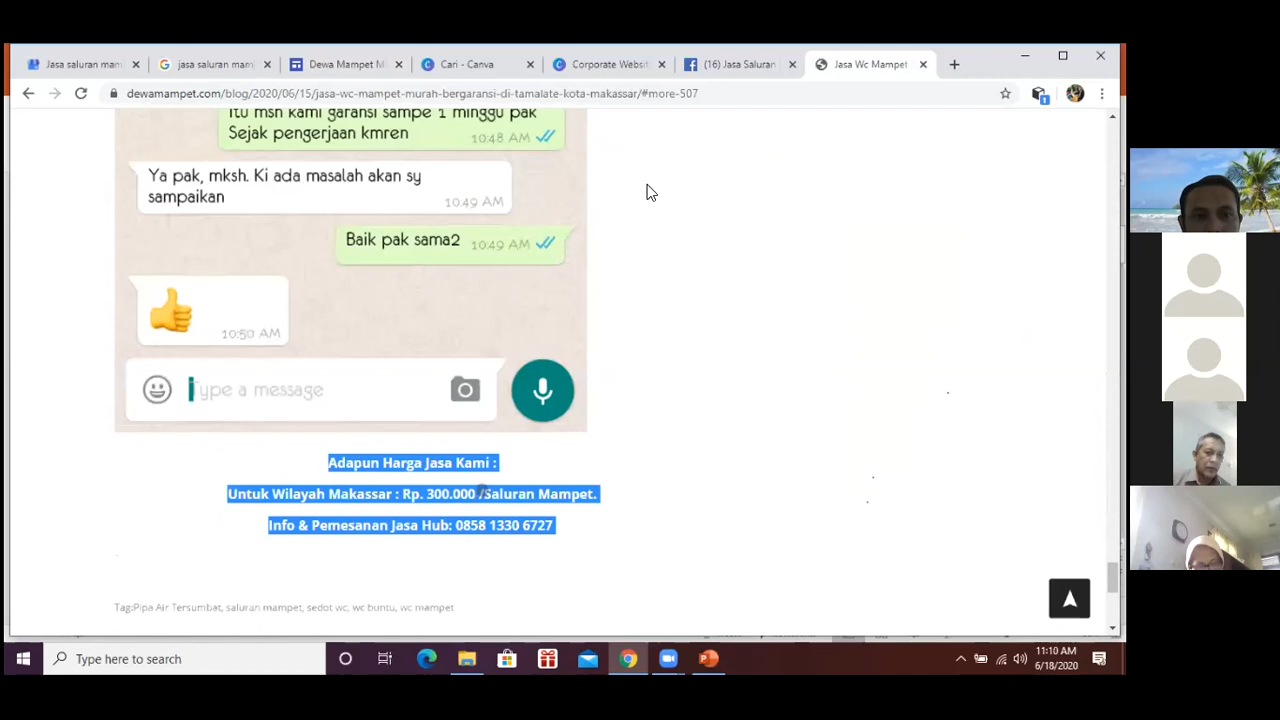 Jasa saluran mam
jasa saluran mam
Dewa Mampet M
Cari - Canva
Corporate Websit
(16) Jasa Saluran
Jasa Wc Mampet
dewamampet.com/blog/2020/06/15/jasa-wc-mampet-murah-bergaransi-di-tamalate-kota-makassar/#more-507
Itu msn kami garansi sampe 1 minggu pak
Sejak pengerjaan kmren
10:48 AM
Ya pak, mksh. Ki ada masalah akan sy
sampaikan
10:49 AM
Baik pak sama2
10:49 AM
10:50 AM
Type a message
Adapun Harga Jasa Kami :
Untuk Wilayah Makassar : Rp. 300.000 /Saluran Mampet.
Info & Pemesanan Jasa Hub: 0858 1330 6727
Tag:Pipa Air Tersumbat, saluran mampet, sedot wc, wc buntu, wc mampet
Type here to search
11:10 AM
6/18/2020